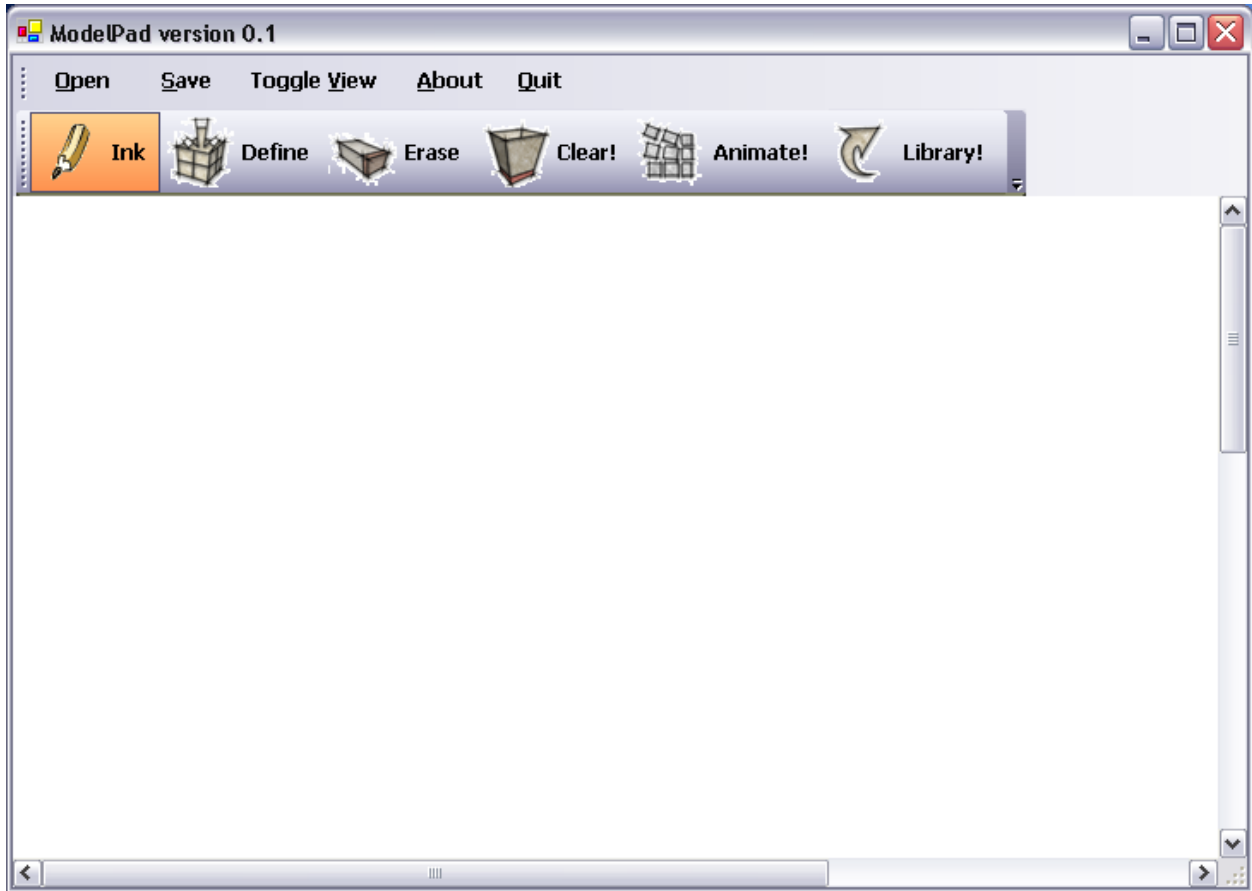 ModelPad version 0.1
Open Save Toggle View About Quit
Ink Define Erase Clear! Animate! Library!